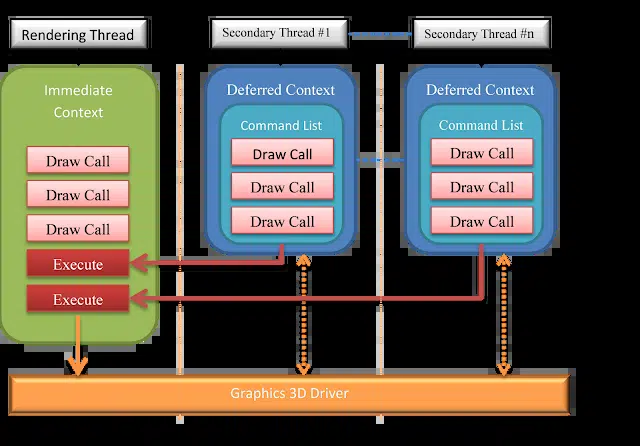 Rendering Thread
Secondary Thread #1
Secondary Thread #n
Immediate
Context
Draw Call
Draw Call
Draw Call
Execute
Execute
Deferred Context
Command List
Draw Call
Draw Call
Draw Call
Deferred Context
Command List
Draw Call
Draw Call
Draw Call
Graphics 3D Driver